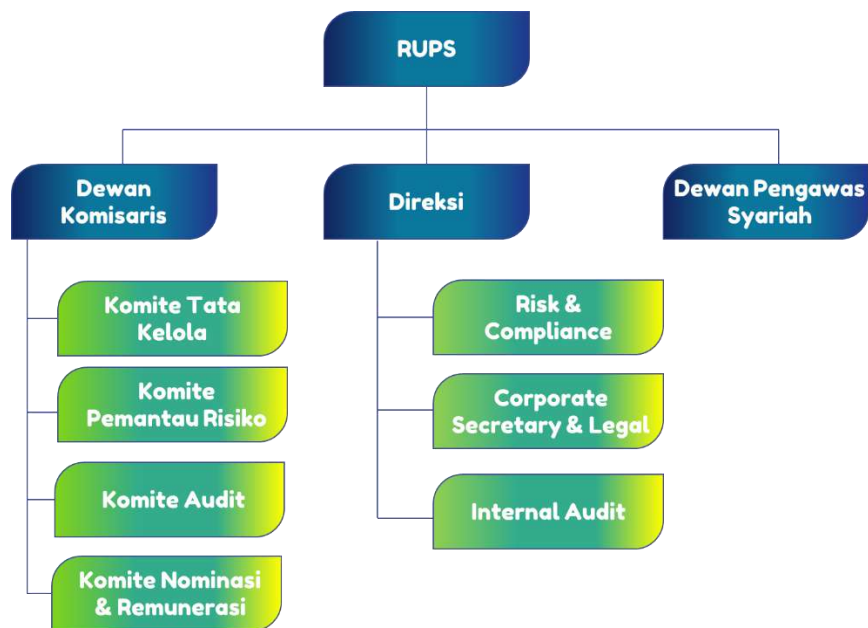 RUPS
Dewan
Komisaris
Direksi
Dewan Pengawas
Syariah
Komite Tata
Kelola
Komite
Pemantau Risiko
Komite Audit
Komite Nominasi
& Remunerasi
Risk &
Compliance
Corporate
Secretary & Legal
Internal Audit